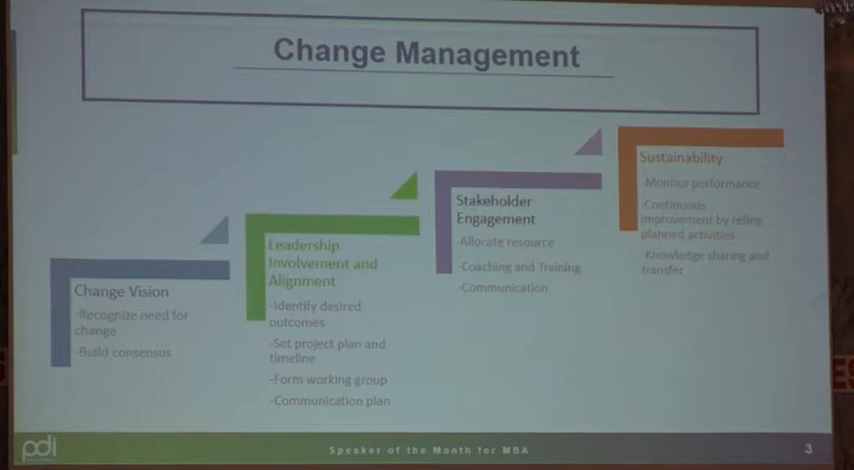 Change Management
Change Vision
-Recognize need for
change
-Build consensus
Leadership
Involvement and
Alignment
-Identify desired
outcomes
-Set project plan and
timeline
-Form working group
-Communication plan
Stakeholder
Engagement
-Allocate resource
-Coaching and Training
-Communication
Sustainability
Monitor performance
-Continuous
improvement by refine
planned activities
-Knowledge sharing and
transfer
pdi
Speaker of the Month for MBA
3
ES